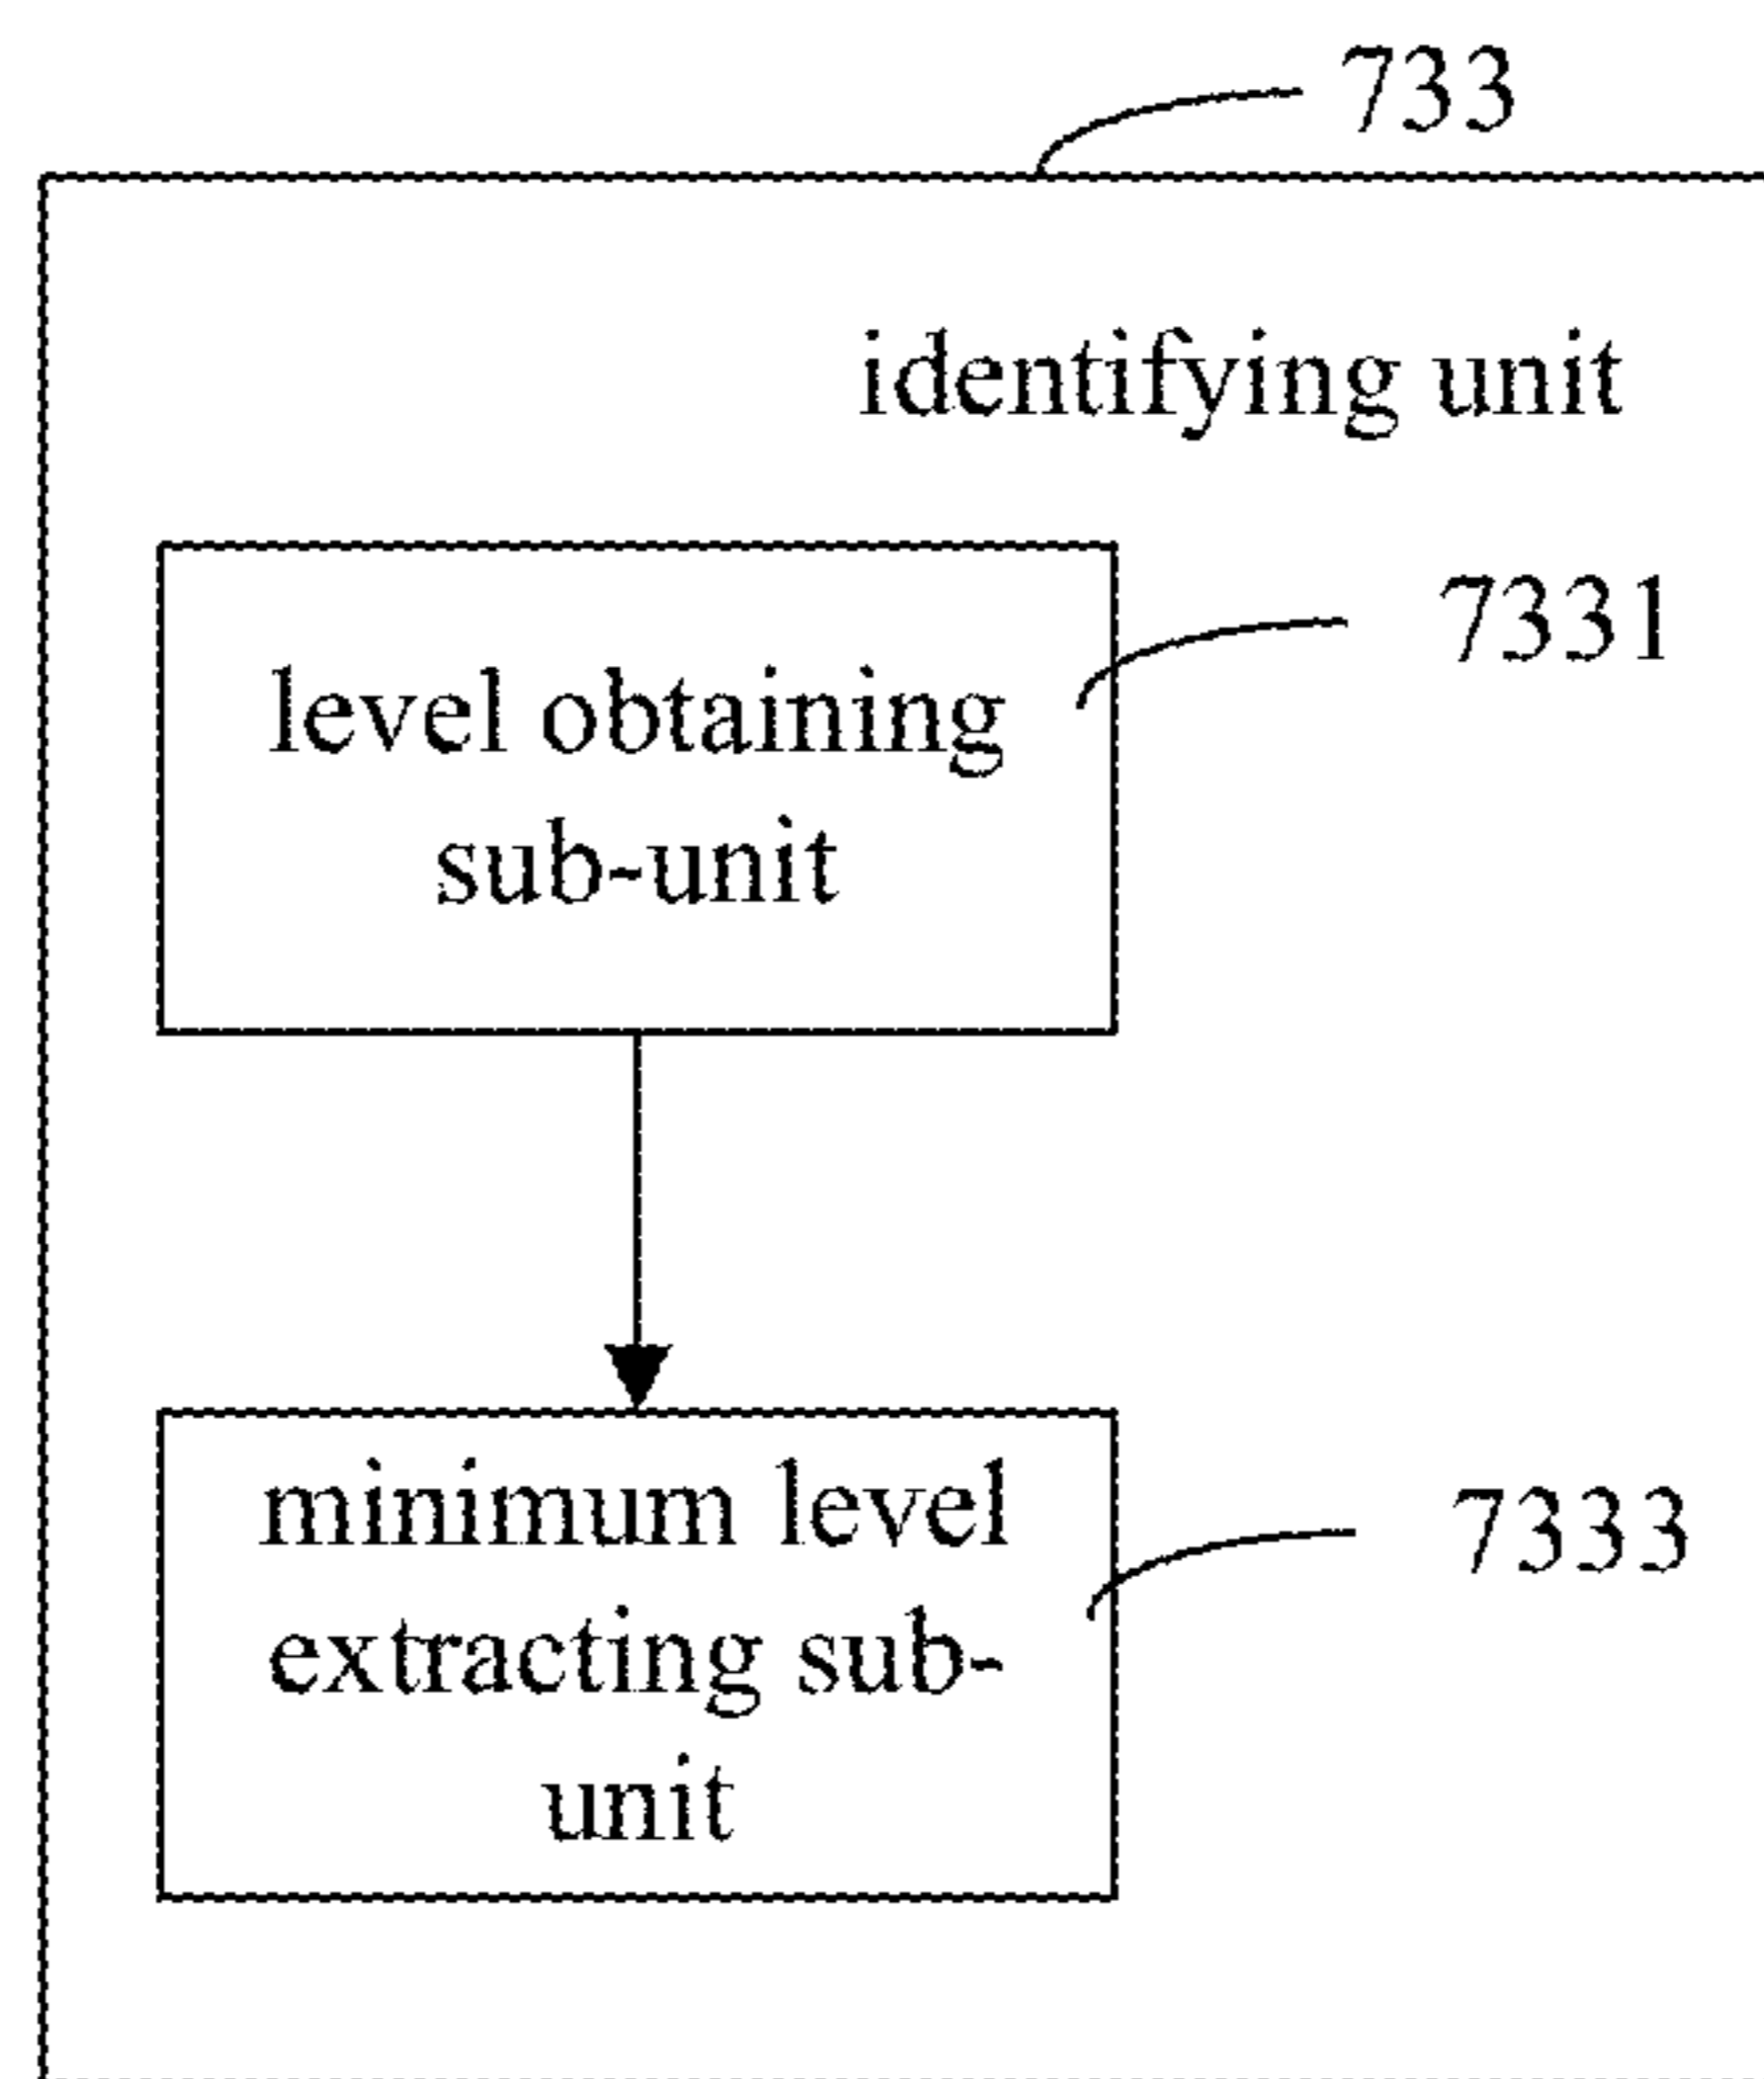 733
identifying unit
7331
level obtaining
sub-unit
minimum level
7333
extracting sub-
unit